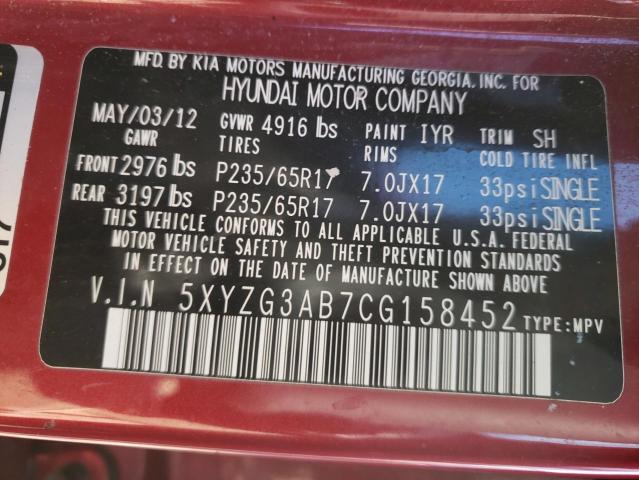 MFD. BY KIA MOTORS MANUFACTURING GEORGIA, INC. FOR
HYUNDAI MOTOR COMPANY
MAY/03/12 GVWR 4916 lbs PAINT IYR TRIM SH
GAWR TIRES RIMS COLD TIRE INFL
FRONT 2976 lbs P235/65R17 7.0JX17 33psi SINGLE
REAR 3197 lbs P235/65R17 7.0JX17 33psi SINGLE
THIS VEHICLE CONFORMS TO ALL APPLICABLE U.S.A. FEDERAL
MOTOR VEHICLE SAFETY AND THEFT PREVENTION STANDARDS
IN EFFECT ON THE DATE OF MANUFACTURE SHOWN ABOVE.
V.I.N 5XYZG3AB7CG158452 TYPE:MPV